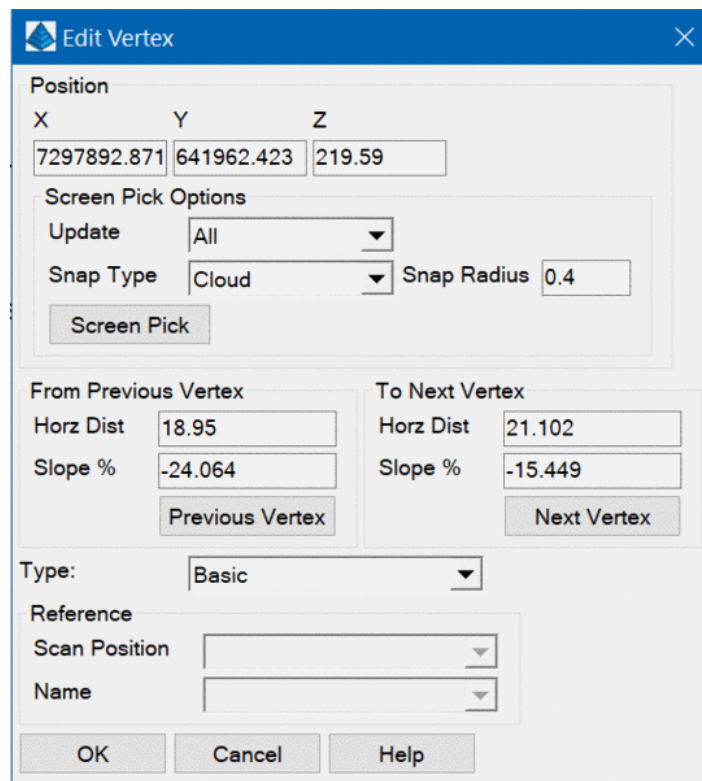 Edit Vertex
Position
X Y Z
7297892.871 641962.423 219.59
Screen Pick Options
Update All
Snap Type Cloud Snap Radius 0.4
Screen Pick
From Previous Vertex To Next Vertex
Horz Dist 18.95 Horz Dist 21.102
Slope % -24.064 Slope % -15.449
Previous Vertex Next Vertex
Type: Basic
Reference
Scan Position
Name
OK Cancel Help